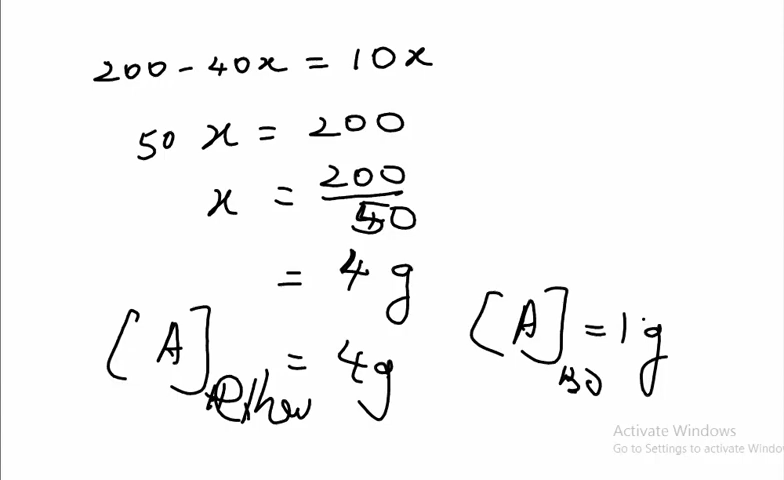 200 - 40x = 10x
50 x = 200
x = 200/50
= 4 g
[A]Ether = 4g
[A]H₂O = 1g
Activate Windows
Go to Settings to activate Windo